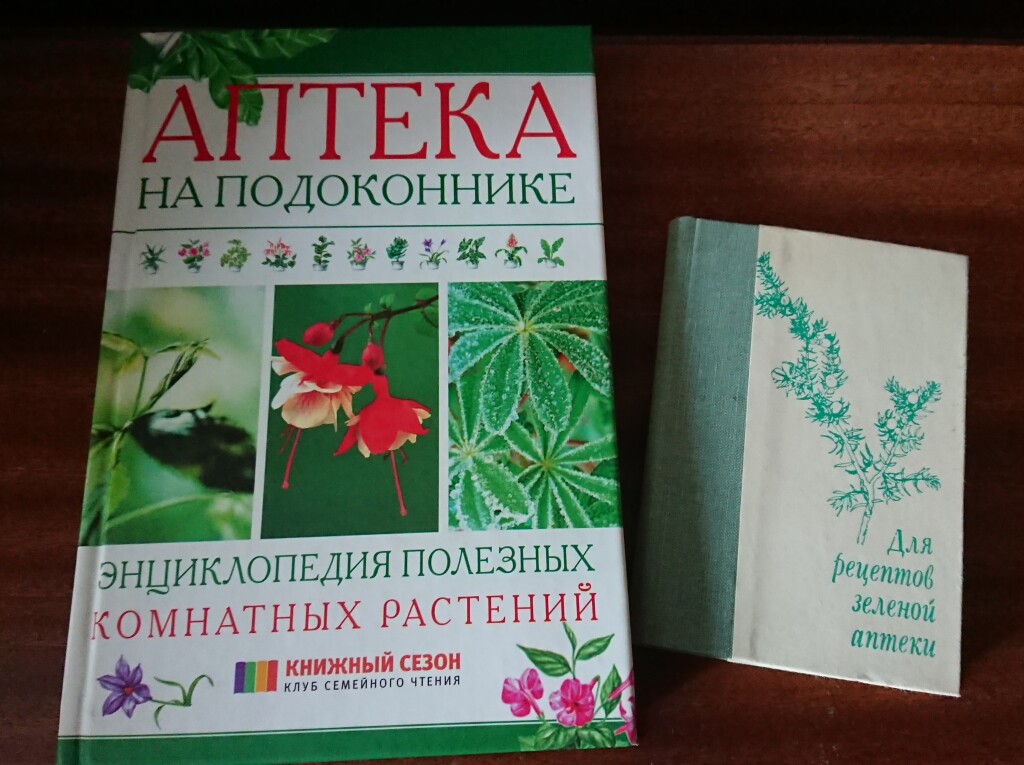 АПТЕКА
НА ПОДОКОННИКЕ
ЭНЦИКЛОПЕДИЯ ПОЛЕЗНЫХ
КОМНАТНЫХ РАСТЕНИЙ
КНИЖНЫЙ СЕЗОН
КЛУБ СЕМЕЙНОГО ЧТЕНИЯ
Для
рецептов
зеленой
аптеки